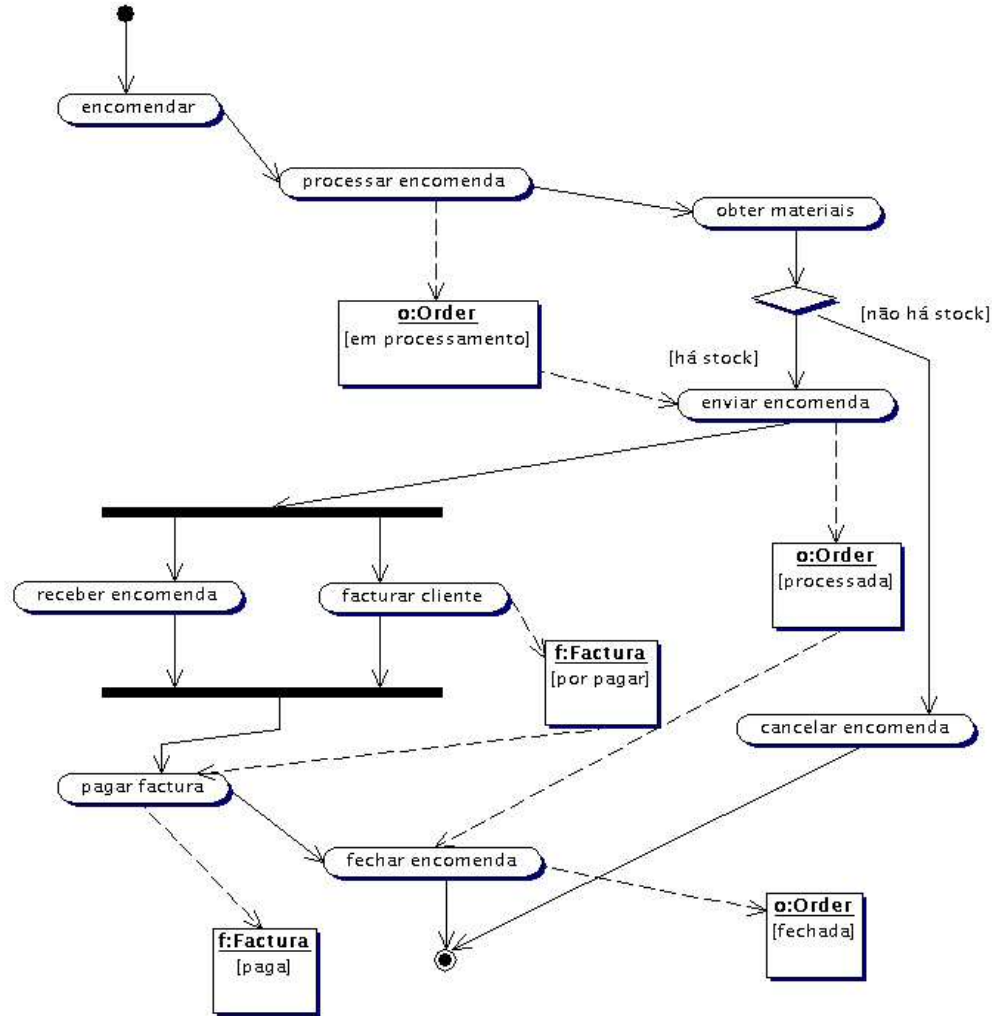 encomendar
processar encomenda
obter materiais
o:Order
[em processamento]
[não há stock]
[há stock]
enviar encomenda
o:Order
[processada]
receber encomenda
facturar cliente
f:Factura
[por pagar]
cancelar encomenda
pagar factura
fechar encomenda
o:Order
[fechada]
f:Factura
[paga]